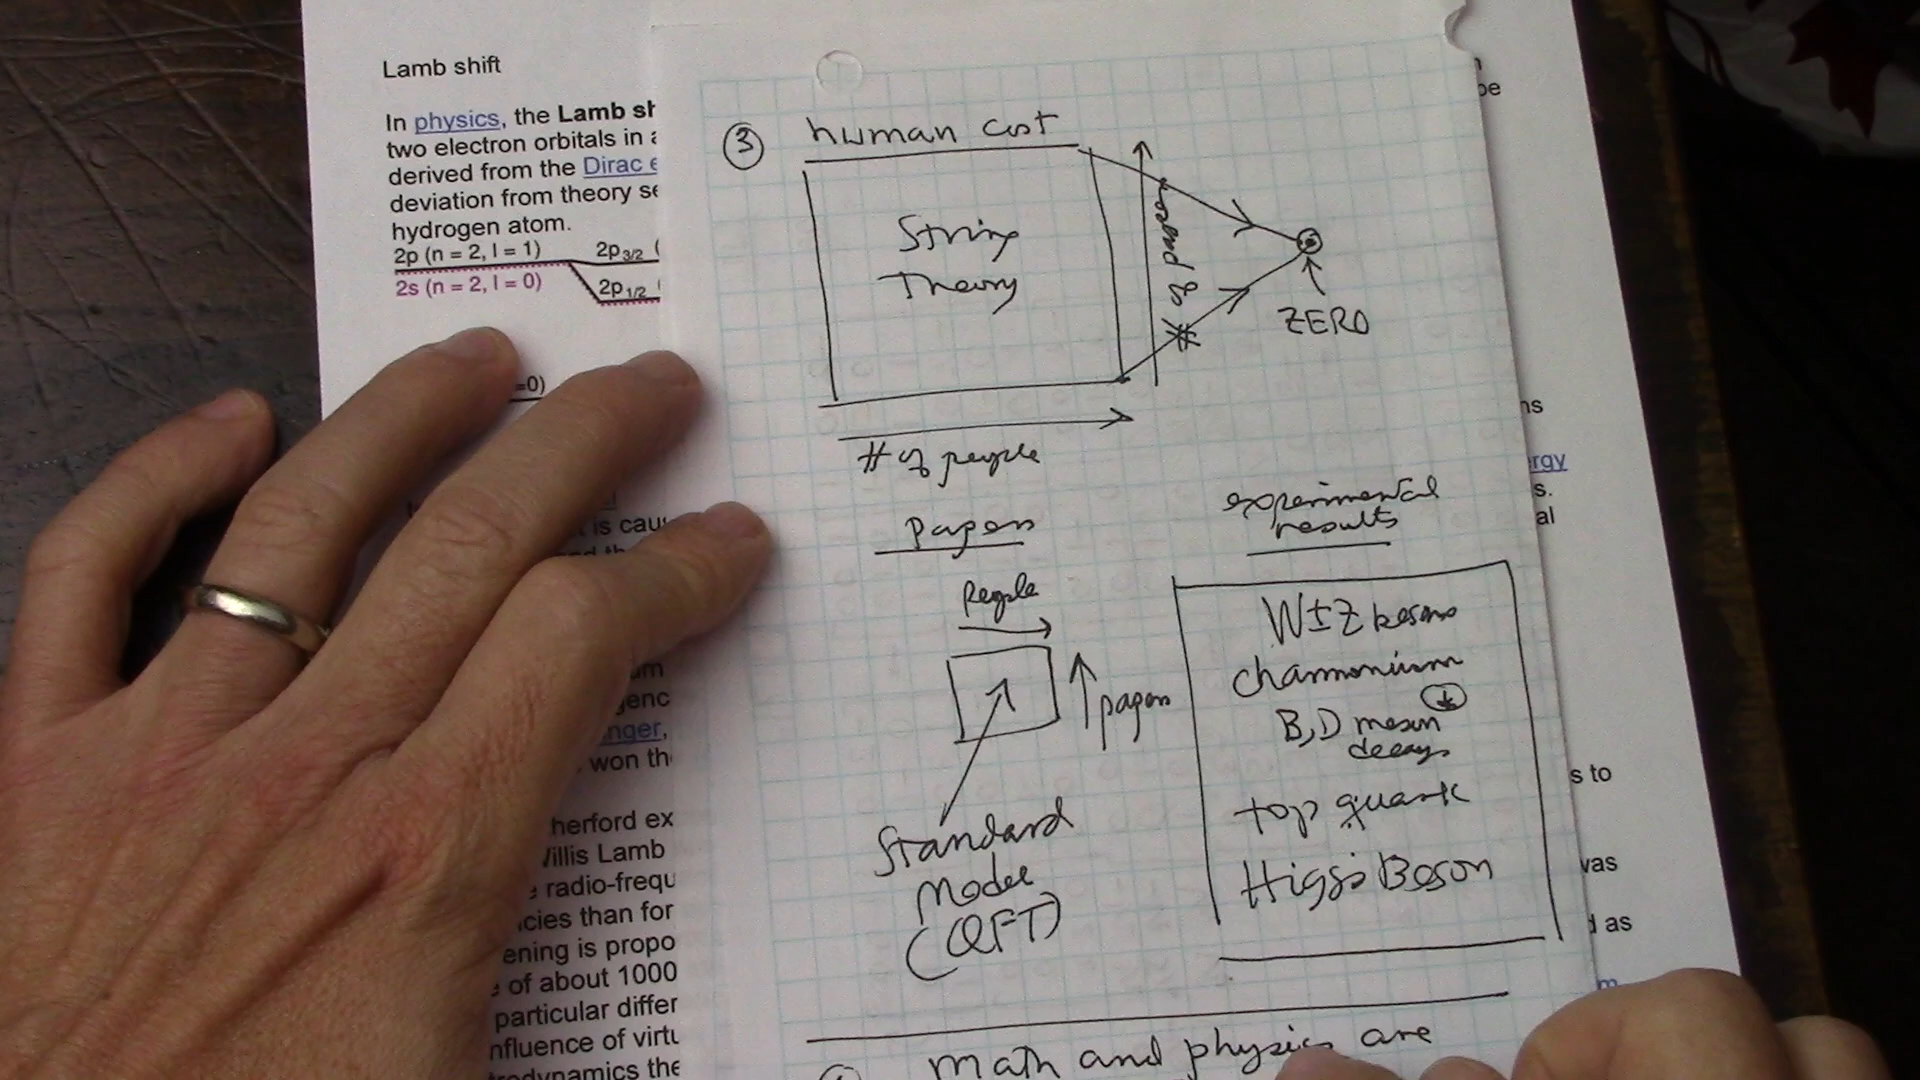 Lamb shift
In physics, the Lamb sh
two electron orbitals in a
derived from the Dirac e
deviation from theory se
hydrogen atom.
2p (n = 2, l = 1) 2p3/2 (
2s (n = 2, l = 0) 2p1/2
=0)
is cau
um
genc
nger,
won th
herford ex
Willis Lamb
radio-frequ
cies than for
ening is propo
of about 1000
particular differ
nfluence of virtu
trodynamics the
③ human cost
String
Theory
# of papers
ZERO
# of people
Papers
experimental
results
People
papers
W±Z bosons
charmonium
B,D meson
decays
top quark
Higgs Boson
Standard
Model
(QFT)
math and physics are
be
ns
rgy
s.
al
s to
was
d as